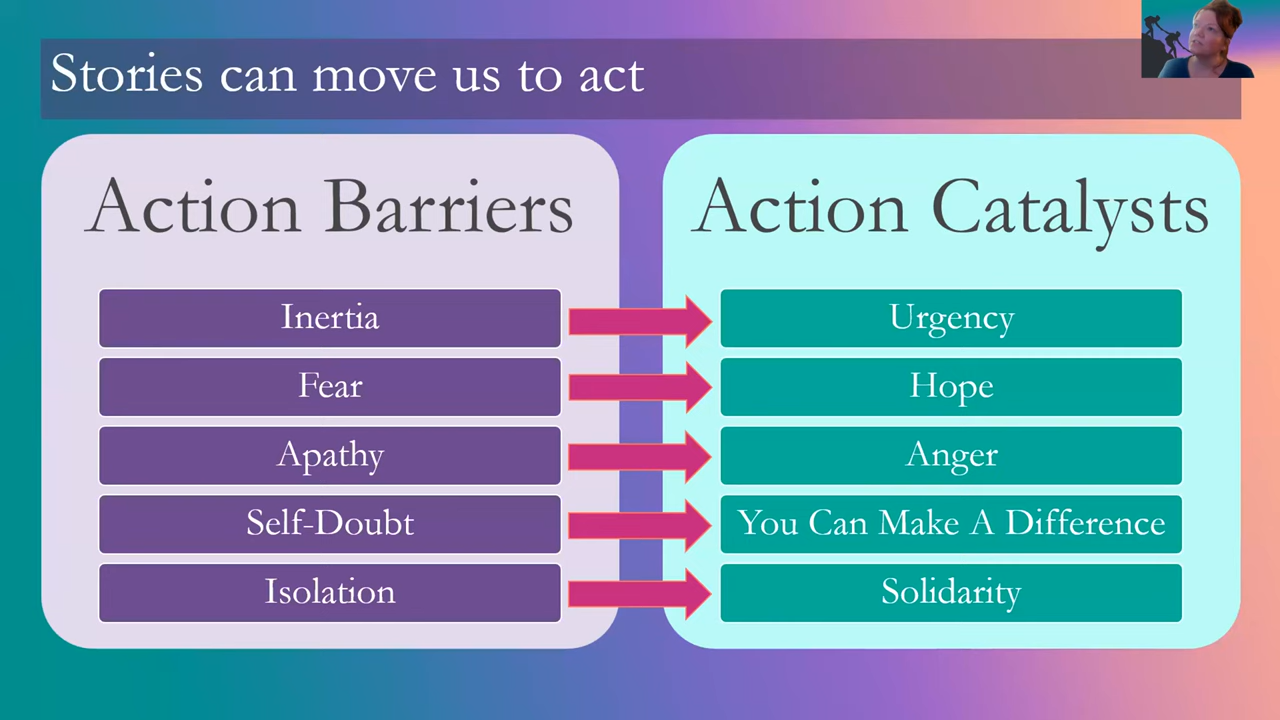 Stories can move us to act
Action Barriers
Inertia
Fear
Apathy
Self-Doubt
Isolation
Action Catalysts
Urgency
Hope
Anger
You Can Make A Difference
Solidarity